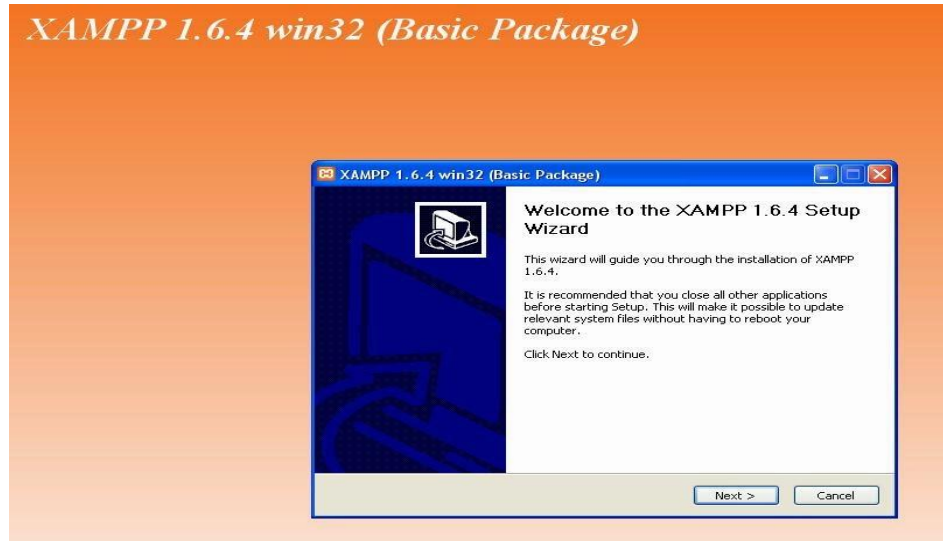 XAMPP 1.6.4 win32 (Basic Package)
XAMPP 1.6.4 win32 (Basic Package)
Welcome to the XAMPP 1.6.4 Setup
Wizard
This wizard will guide you through the installation of XAMPP
1.6.4.
It is recommended that you close all other applications
before starting Setup. This will make it possible to update
relevant system files without having to reboot your
computer.
Click Next to continue.
Next >
Cancel